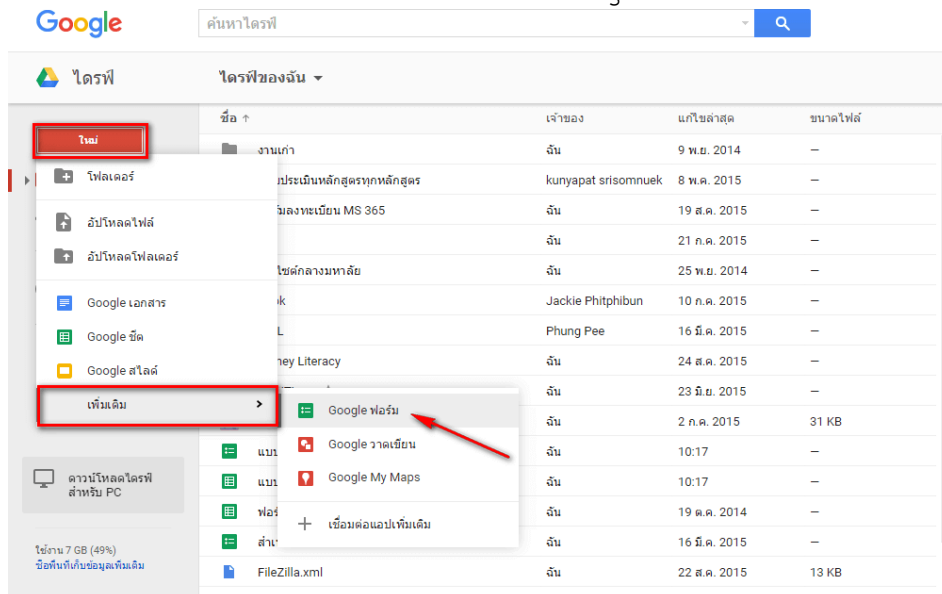 Google
ค้นหาไดรฟ์
ไดรฟ์
ไดรฟ์ของฉัน
ชื่อ ↑ เจ้าของ แก้ไขล่าสุด ขนาดไฟล์
ใหม่
งานเก่า ฉัน 9 พ.ย. 2014 –
โฟลเดอร์
ประเมินหลักสูตรทุกหลักสูตร kunyapat srisomnuek 8 พ.ค. 2015 –
ลงทะเบียน MS 365 ฉัน 19 ส.ค. 2015 –
อัปโหลดไฟล์
ฉัน 21 ก.ค. 2015 –
อัปโหลดโฟลเดอร์
ไซต์กลางมหาลัย ฉัน 25 พ.ย. 2014 –
Google เอกสาร
Jackie Phitphibun 10 ก.ค. 2015 –
Google ชีต
Phung Pee 16 มี.ค. 2015 –
Google สไลด์
ney Literacy ฉัน 24 ส.ค. 2015 –
ฉัน 23 มิ.ย. 2015 –
เพิ่มเติม
Google ฟอร์ม
ฉัน 2 ก.ค. 2015 31 KB
Google วาดเขียน
ฉัน 10:17 –
Google My Maps
ฉัน 10:17 –
ดาวน์โหลดไดรฟ์
สำหรับ PC
ฉัน 19 ต.ค. 2014 –
เชื่อมต่อแอปเพิ่มเติม
ฉัน 16 มี.ค. 2015 –
ใช้งาน 7 GB (49%)
ซื้อพื้นที่เก็บข้อมูลเพิ่มเติม
FileZilla.xml ฉัน 22 ส.ค. 2015 13 KB